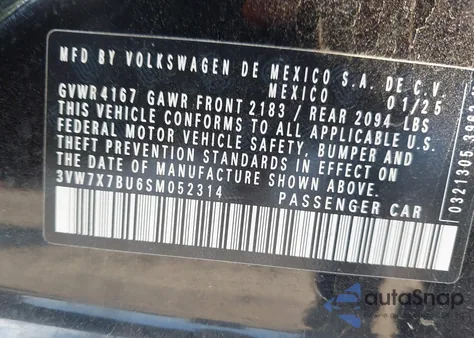 MFD BY VOLKSWAGEN DE MEXICO S.A. DE C.V.
MEXICO 01/25
GVWR4167 GAWR FRONT 2183 / REAR 2094 LBS
THIS VEHICLE CONFORMS TO ALL APPLICABLE U.S.
FEDERAL MOTOR VEHICLE SAFETY, BUMPER AND
THEFT PREVENTION STANDARDS IN EFFECT ON
THE DATE OF MANUFACTURE SHOWN ABOVE.
3VW7X7BU6SM052314 PASSENGER CAR
autoSnap